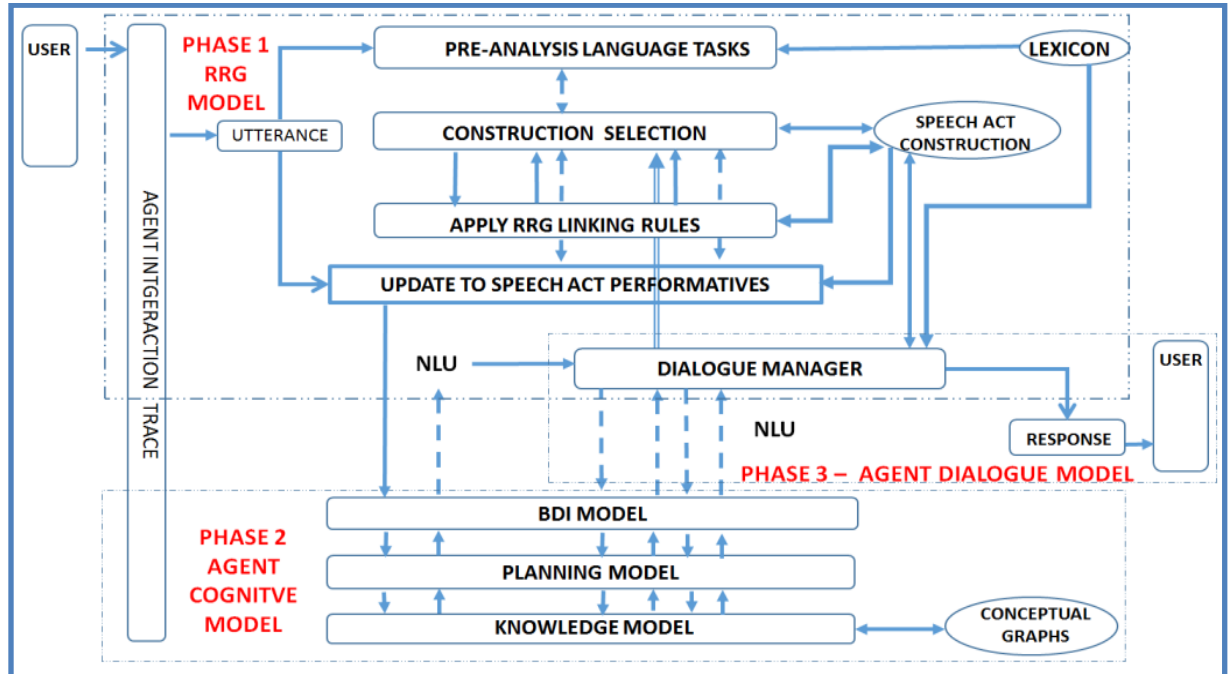 USER
PHASE 1
RRG
MODEL
PRE-ANALYSIS LANGUAGE TASKS
LEXICON
UTTERANCE
CONSTRUCTION SELECTION
SPEECH ACT
CONSTRUCTION
AGENT INTGERACTION TRACE
APPLY RRG LINKING RULES
UPDATE TO SPEECH ACT PERFORMATIVES
NLU
DIALOGUE MANAGER
USER
NLU
RESPONSE
PHASE 3 – AGENT DIALOGUE MODEL
PHASE 2
AGENT
COGNITVE
MODEL
BDI MODEL
PLANNING MODEL
KNOWLEDGE MODEL
CONCEPTUAL
GRAPHS